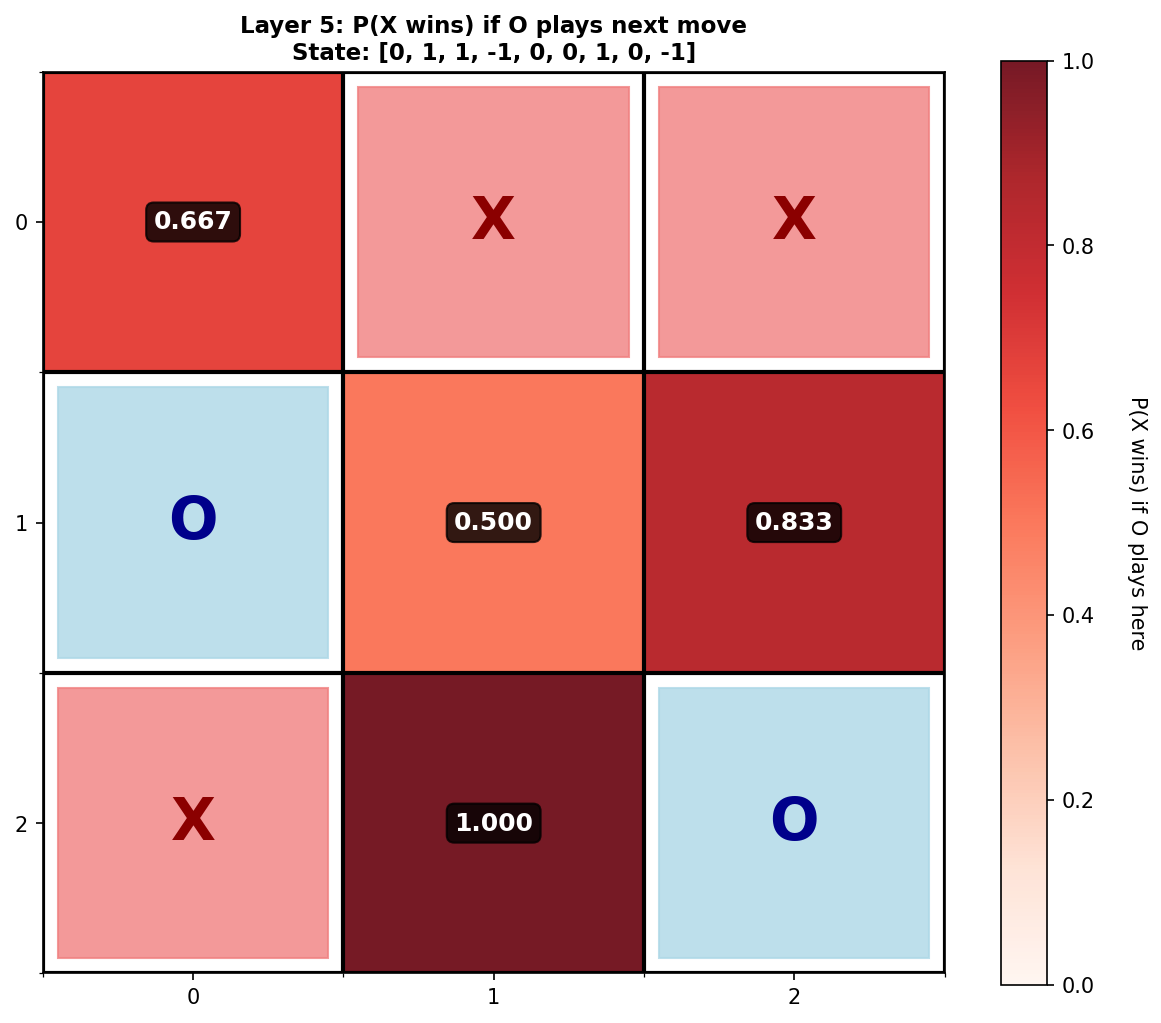 Layer 5: P(X wins) if O plays next move
State: [0, 1, 1, -1, 0, 0, 1, 0, -1]
0
0.667
X
X
1
O
0.500
0.833
2
X
1.000
O
0
1
2
1.0
0.8
0.6
0.4
0.2
0.0
P(X wins) if O plays here